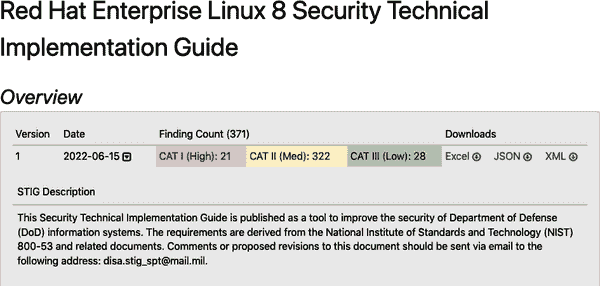 Red Hat Enterprise Linux 8 Security Technical
Implementation Guide
Overview
Version Date Finding Count (371) Downloads
1 2022-06-15 CAT I (High): 21 CAT II (Med): 322 CAT III (Low): 28 Excel JSON XML
STIG Description
This Security Technical Implementation Guide is published as a tool to improve the security of Department of Defense
(DoD) information systems. The requirements are derived from the National Institute of Standards and Technology (NIST)
800-53 and related documents. Comments or proposed revisions to this document should be sent via email to the
following address: disa.stig_spt@mail.mil.